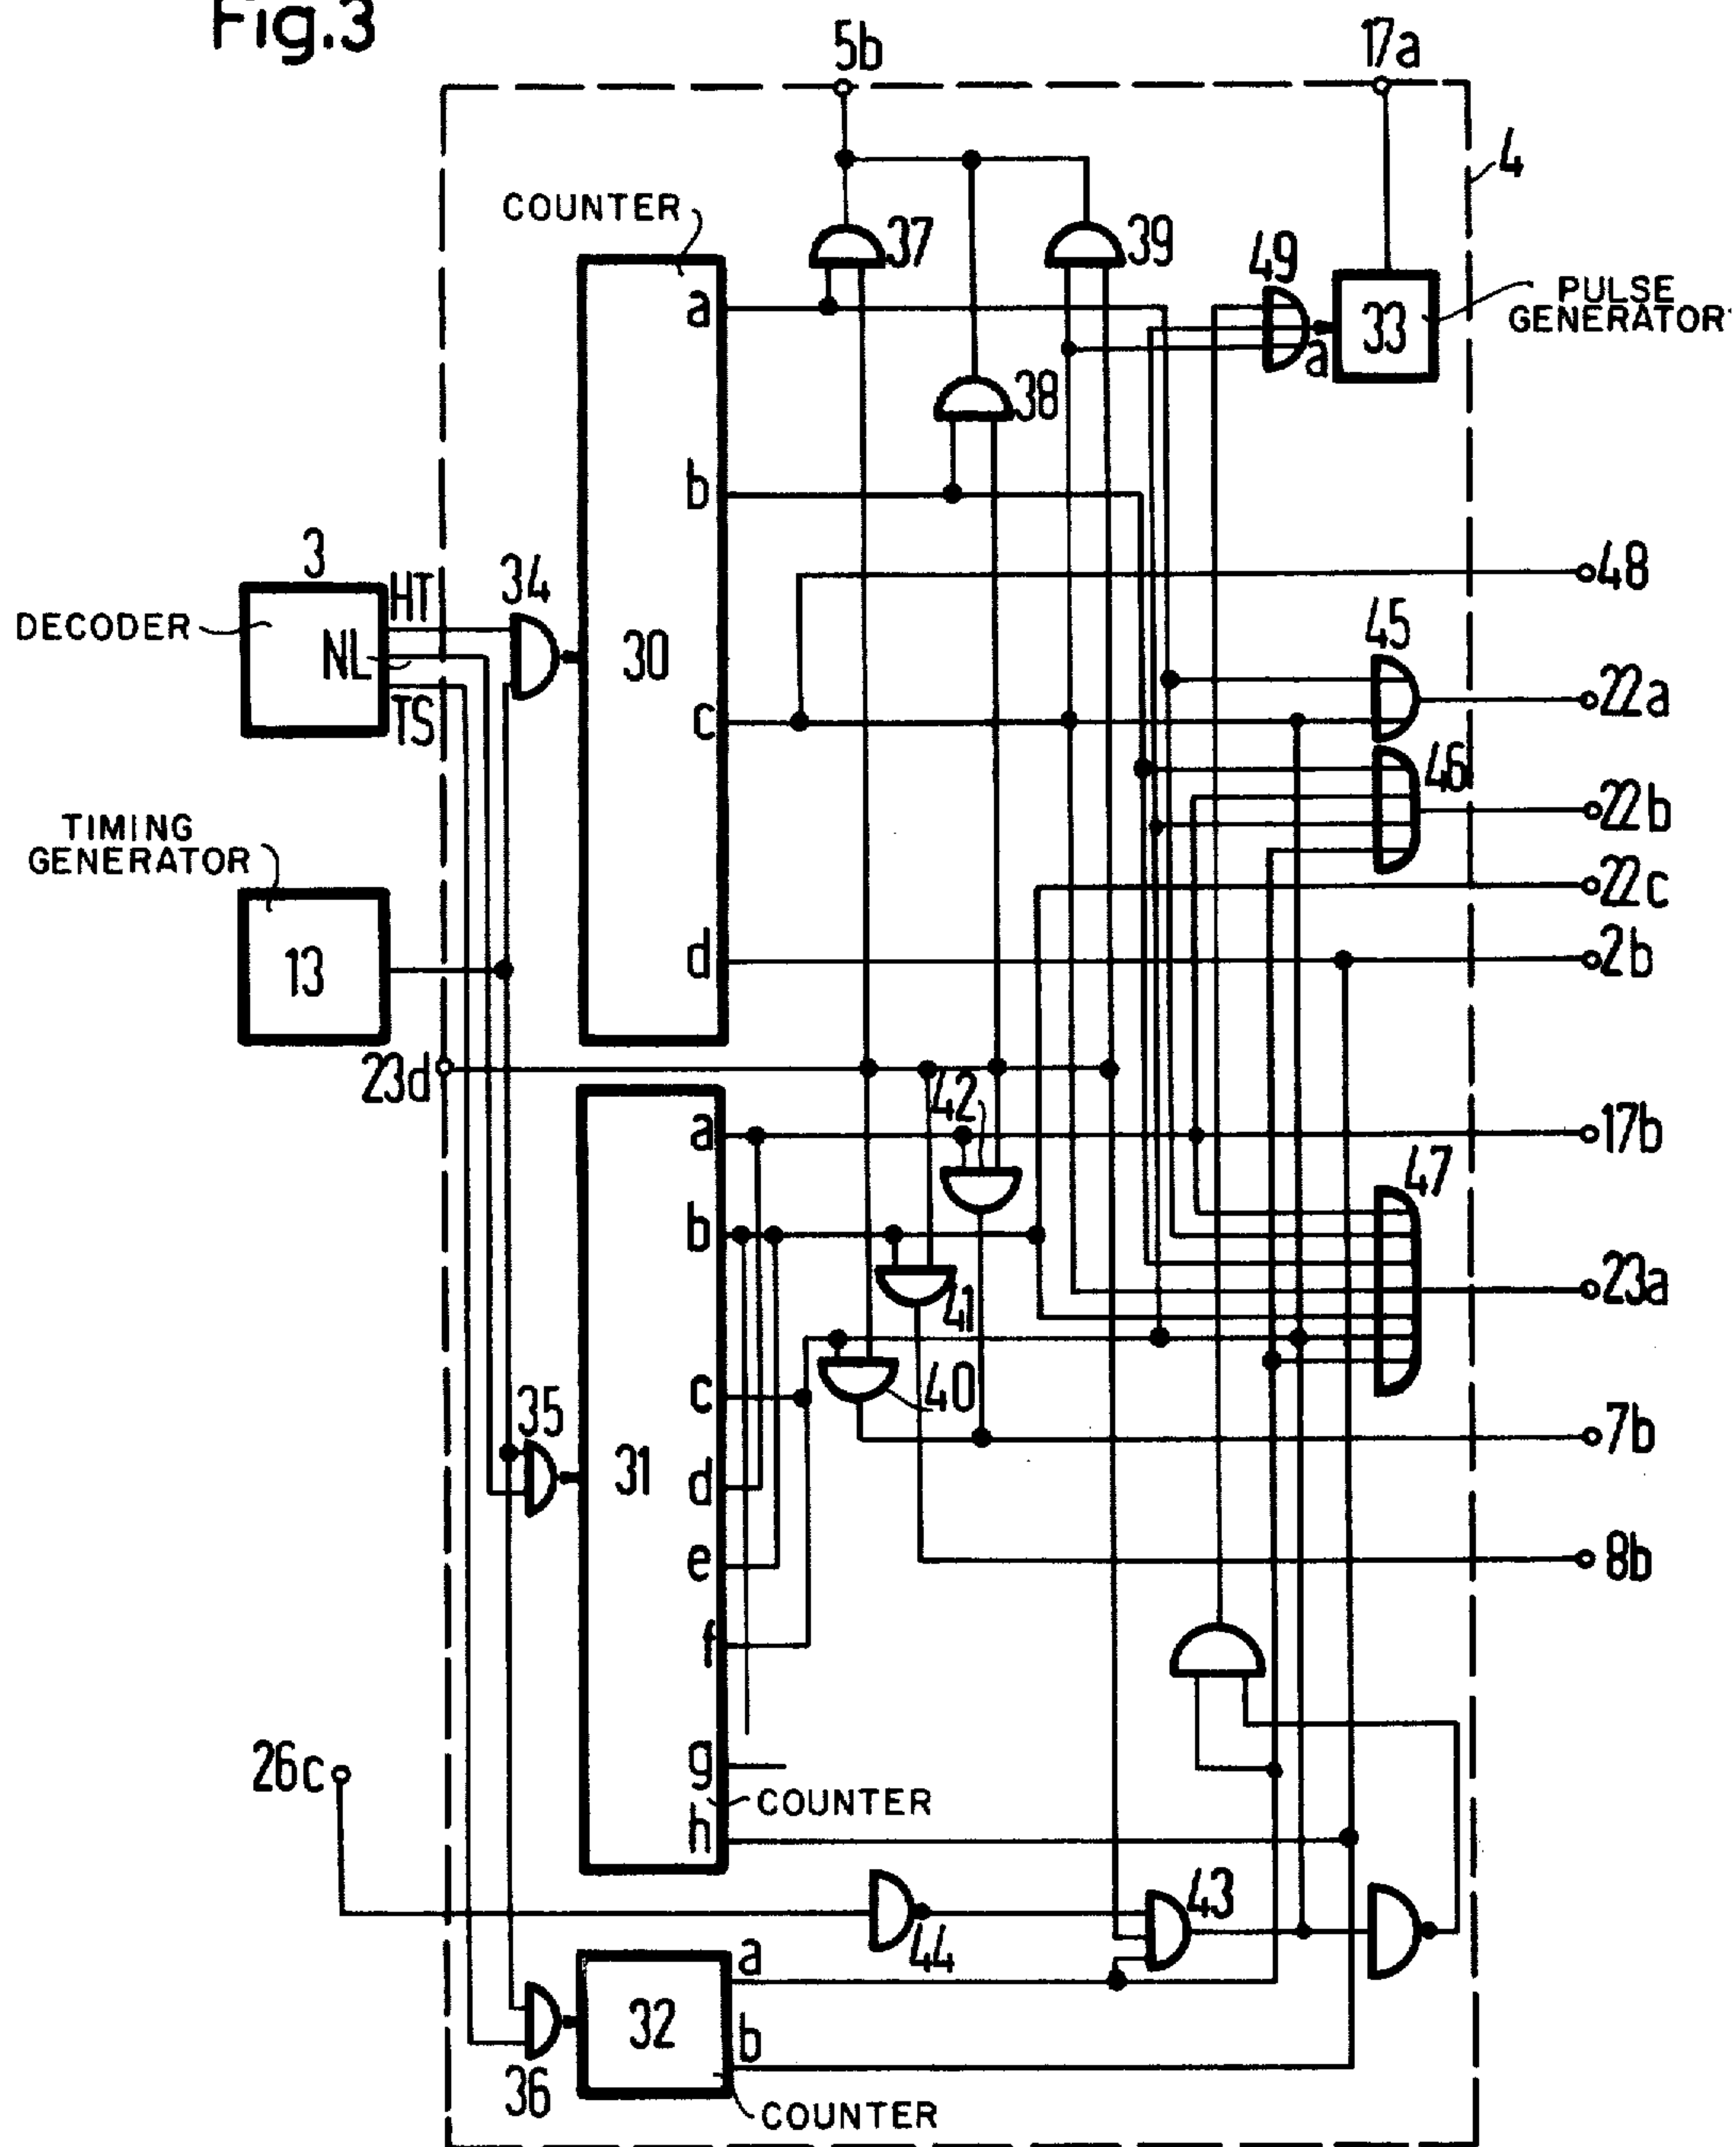 Fig.3
5b
17a
4
COUNTER
37
39
49
a
33
PULSE
GENERATOR
a
38
b
48
3
HT
34
DECODER
NL
TS
30
45
22a
c
46
22b
TIMING
GENERATOR
22c
13
d
2b
23d
42
a
17b
47
b
41
23a
c
40
35
31
7b
d
e
8b
f
26c
g
COUNTER
h
44
43
a
32
b
36
COUNTER